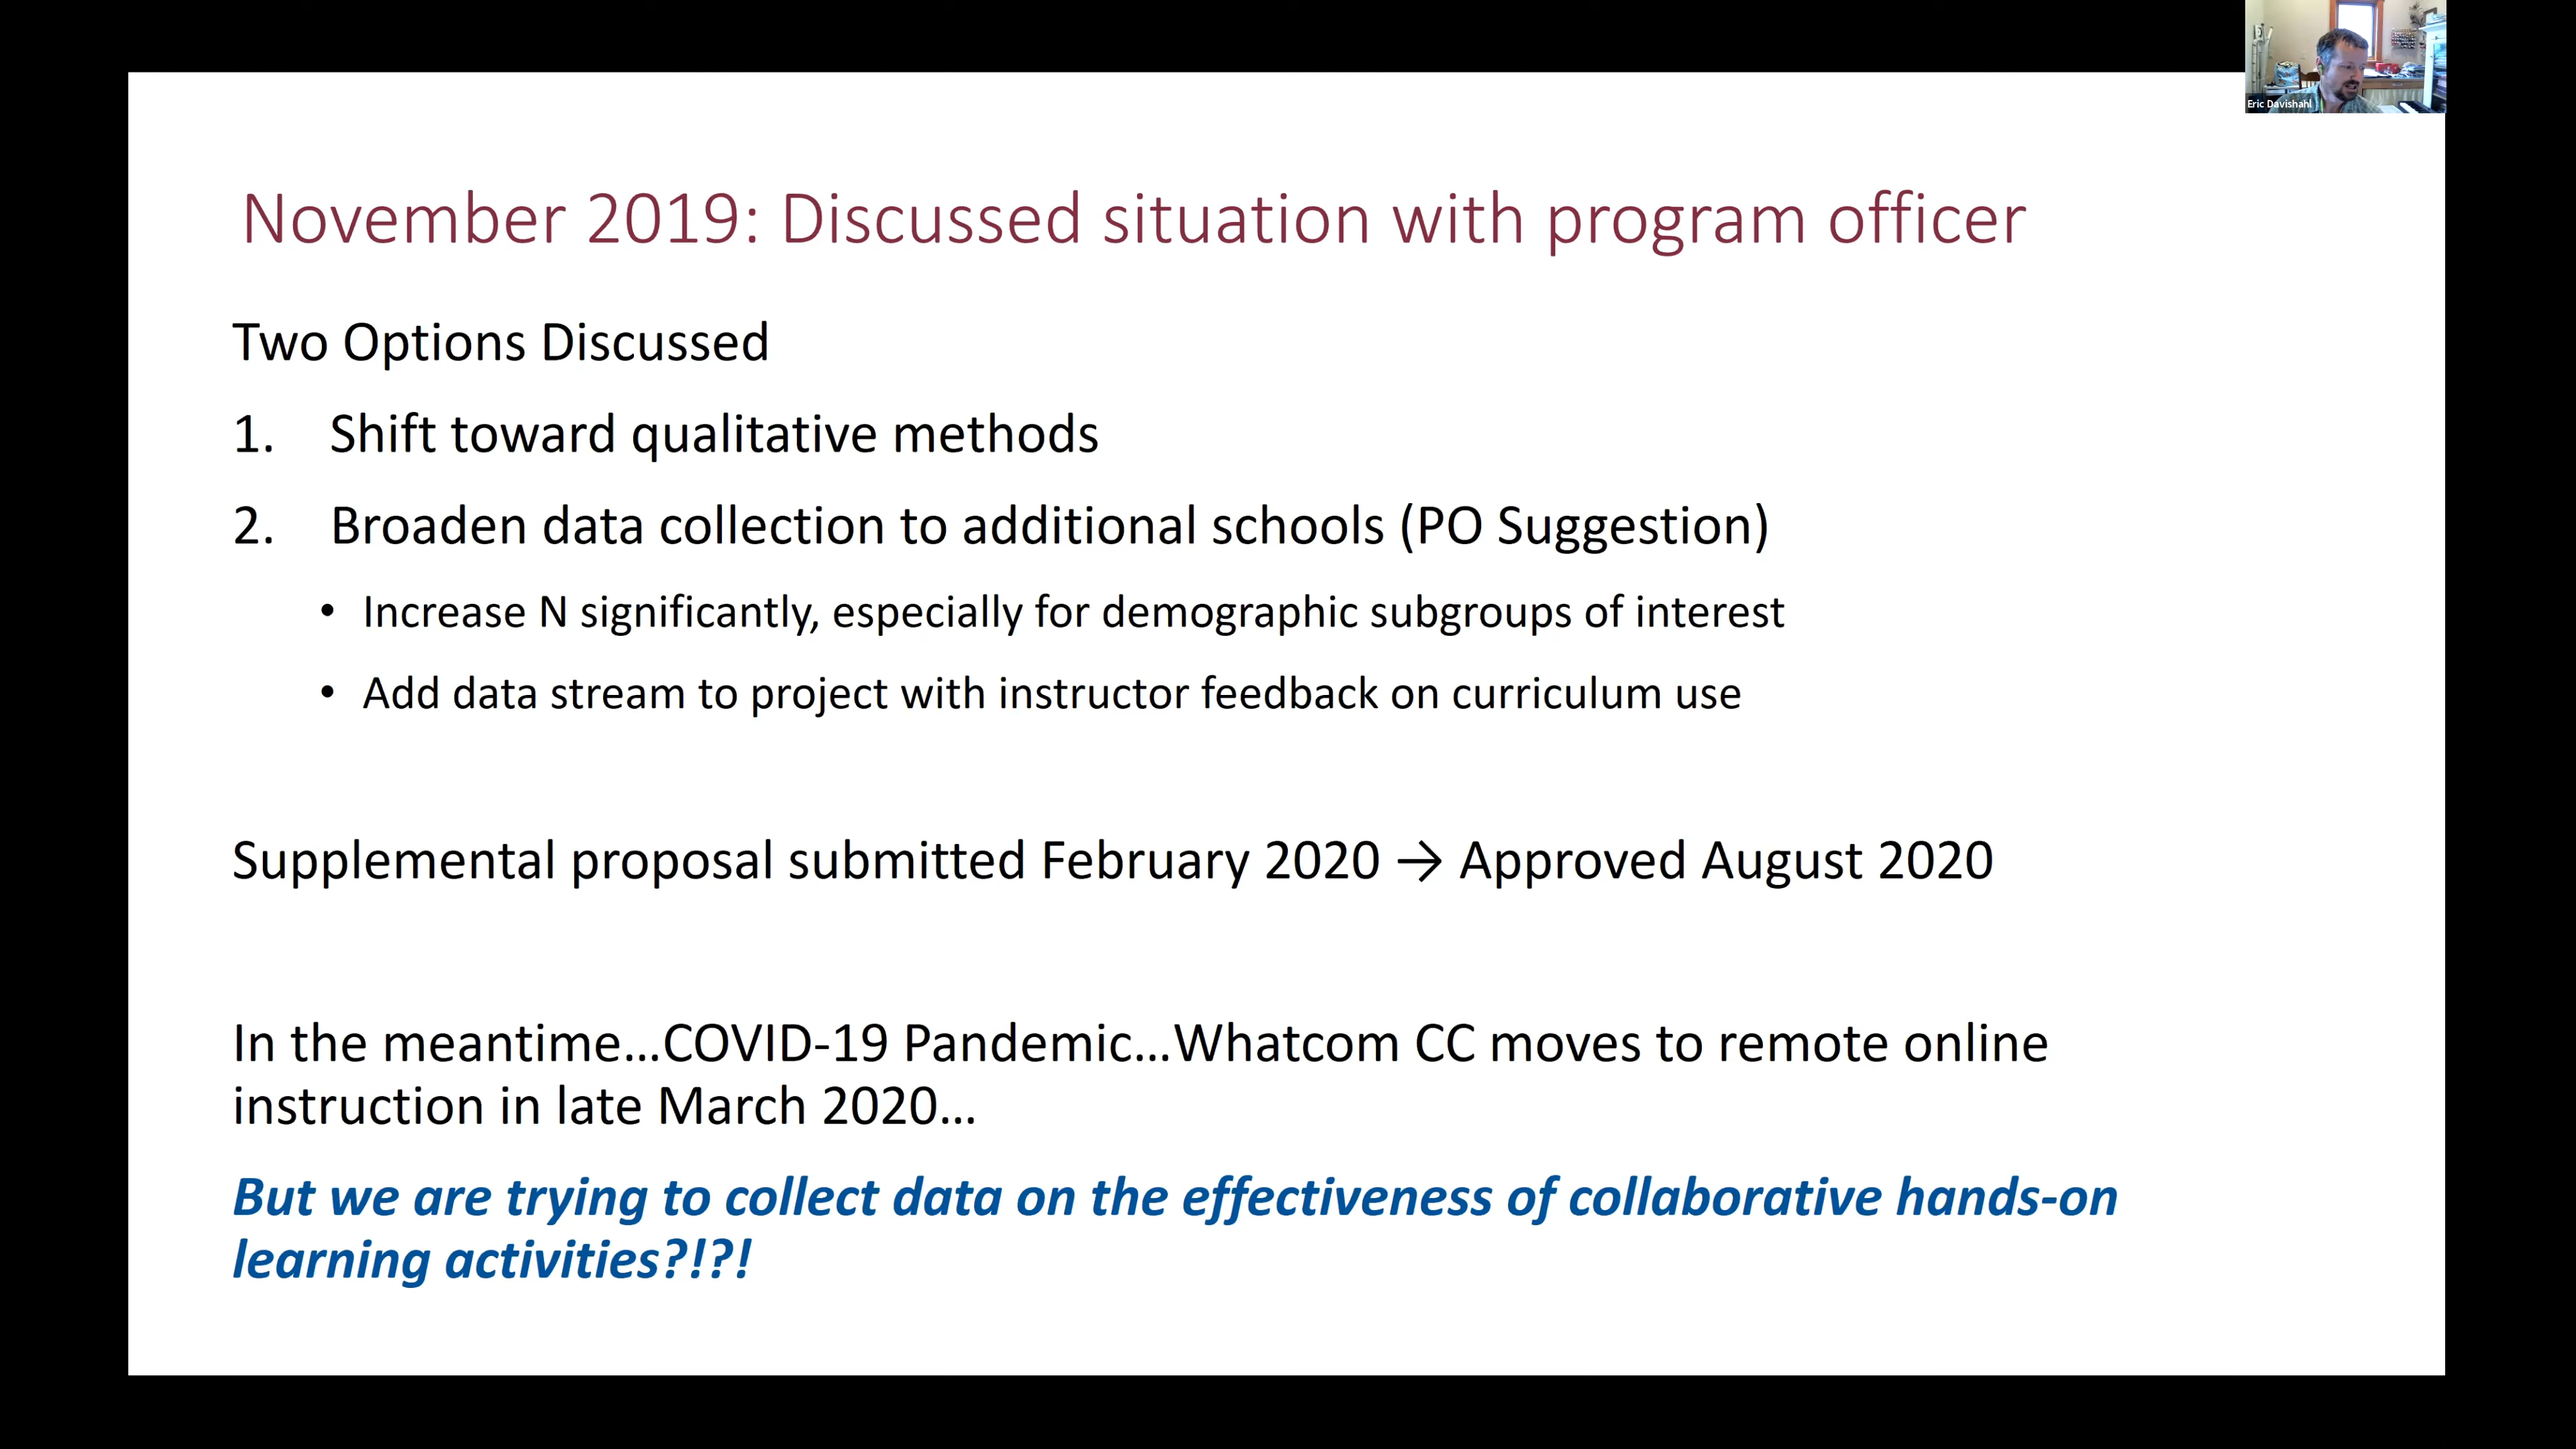 Eric Davishahl
November 2019: Discussed situation with program officer
Two Options Discussed
1. Shift toward qualitative methods
2. Broaden data collection to additional schools (PO Suggestion)
• Increase N significantly, especially for demographic subgroups of interest
• Add data stream to project with instructor feedback on curriculum use
Supplemental proposal submitted February 2020 → Approved August 2020
In the meantime…COVID-19 Pandemic…Whatcom CC moves to remote online
instruction in late March 2020…
But we are trying to collect data on the effectiveness of collaborative hands-on
learning activities?!?!